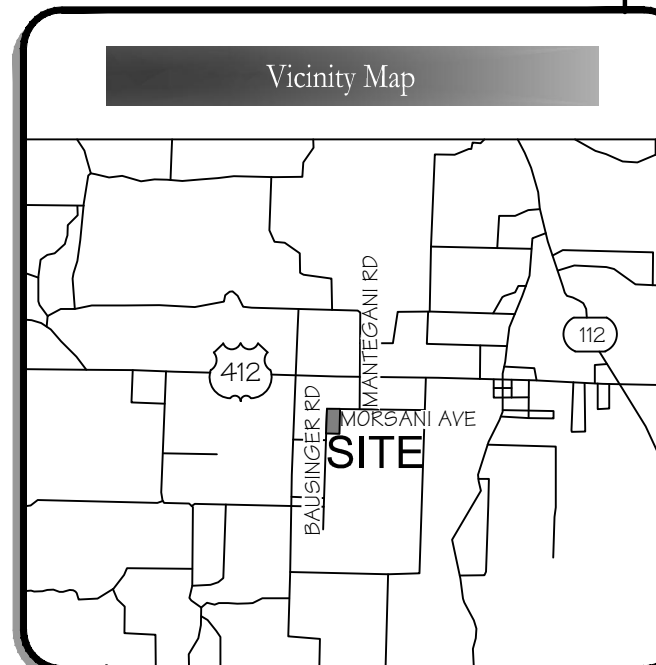 Vicinity Map
MANTEGANI RD
112
412
BAUSINGER RD
MORSANI AVE
SITE